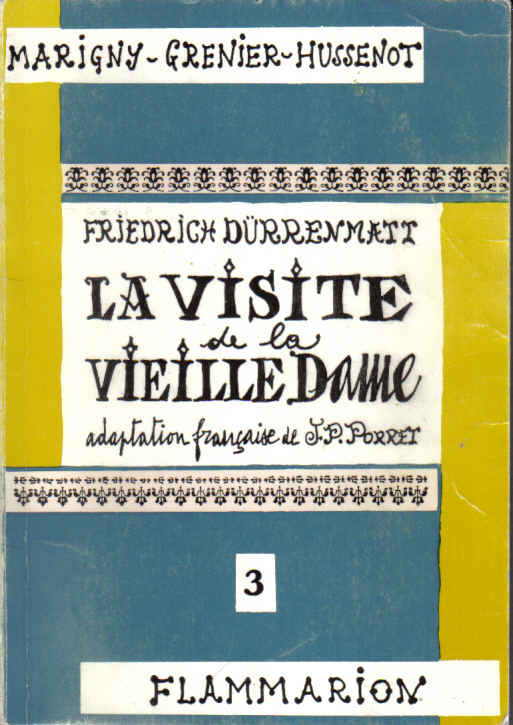 MARIGNY-GRENIER-HUSSENOT
FRIEDRICH DÜRRENMATT
LA VISITE
de la
VIEILLE DAME
adaptation française de J.P. PORRET
3
FLAMMARION